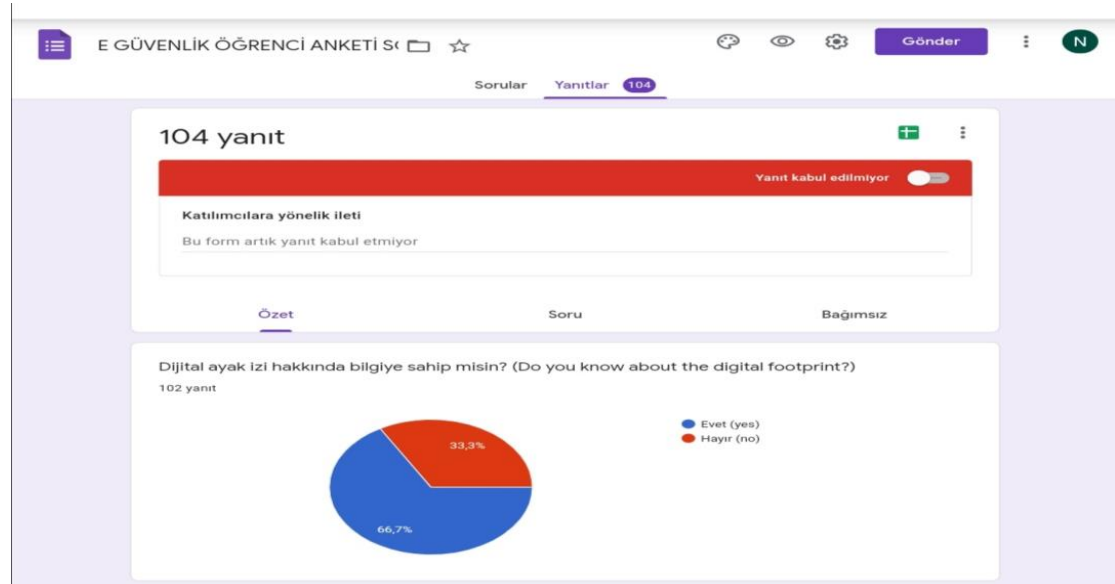 E GÜVENLİK ÖĞRENCİ ANKETİ S
Gönder
N
Sorular Yanıtlar 104
104 yanıt
Yanıt kabul edilmiyor
Katılımcılara yönelik ileti
Bu form artık yanıt kabul etmiyor
Özet Soru Bağımsız
Dijital ayak izi hakkında bilgiye sahip misin? (Do you know about the digital footprint?)
102 yanıt
Evet (yes)
Hayır (no)
33,3%
66,7%